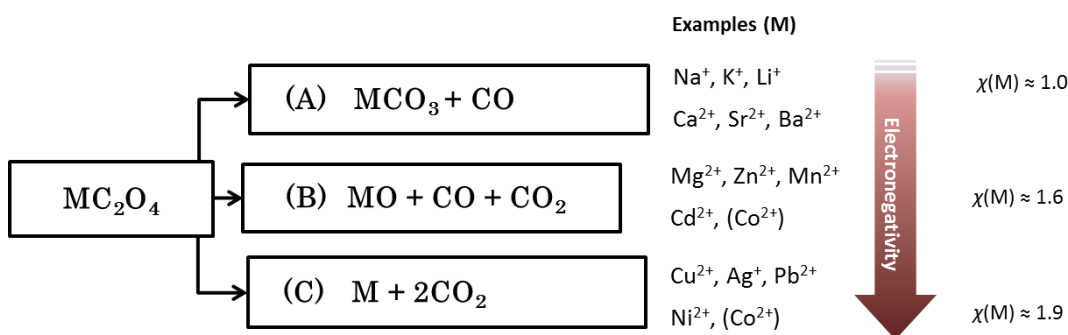 Examples (M)
(A) MCO₃ + CO
Na⁺, K⁺, Li⁺
χ(M) ≈ 1.0
Ca²⁺, Sr²⁺, Ba²⁺
MC₂O₄
(B) MO + CO + CO₂
Mg²⁺, Zn²⁺, Mn²⁺
Cd²⁺, (Co²⁺)
χ(M) ≈ 1.6
(C) M + 2CO₂
Cu²⁺, Ag⁺, Pb²⁺
Ni²⁺, (Co²⁺)
χ(M) ≈ 1.9
Electronegativity